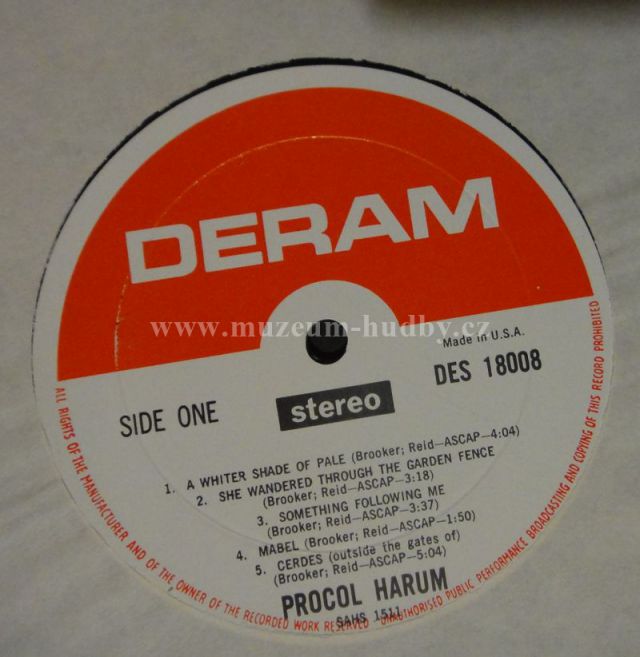 DERAM
www.muzeum-hudby.cz
Made in U.S.A.
DES 18008
SIDE ONE
stereo
1. A WHITER SHADE OF PALE (Brooker; Reid—ASCAP—4:04)
2. SHE WANDERED THROUGH THE GARDEN FENCE
(Brooker; Reid—ASCAP—3:18)
3. SOMETHING FOLLOWING ME
(Brooker; Reid—ASCAP—3:37)
4. MABEL (Brooker; Reid—ASCAP—1:50)
5. CERDES (outside the gates of)
(Brooker; Reid—ASCAP—5:04)
PROCOL HARUM
SAHS 1511
ALL RIGHTS OF THE MANUFACTURER AND OF THE OWNER OF THE RECORDED WORK RESERVED UNAUTHORISED PUBLIC PERFORMANCE BROADCASTING AND COPYING OF THIS RECORD PROHIBITED